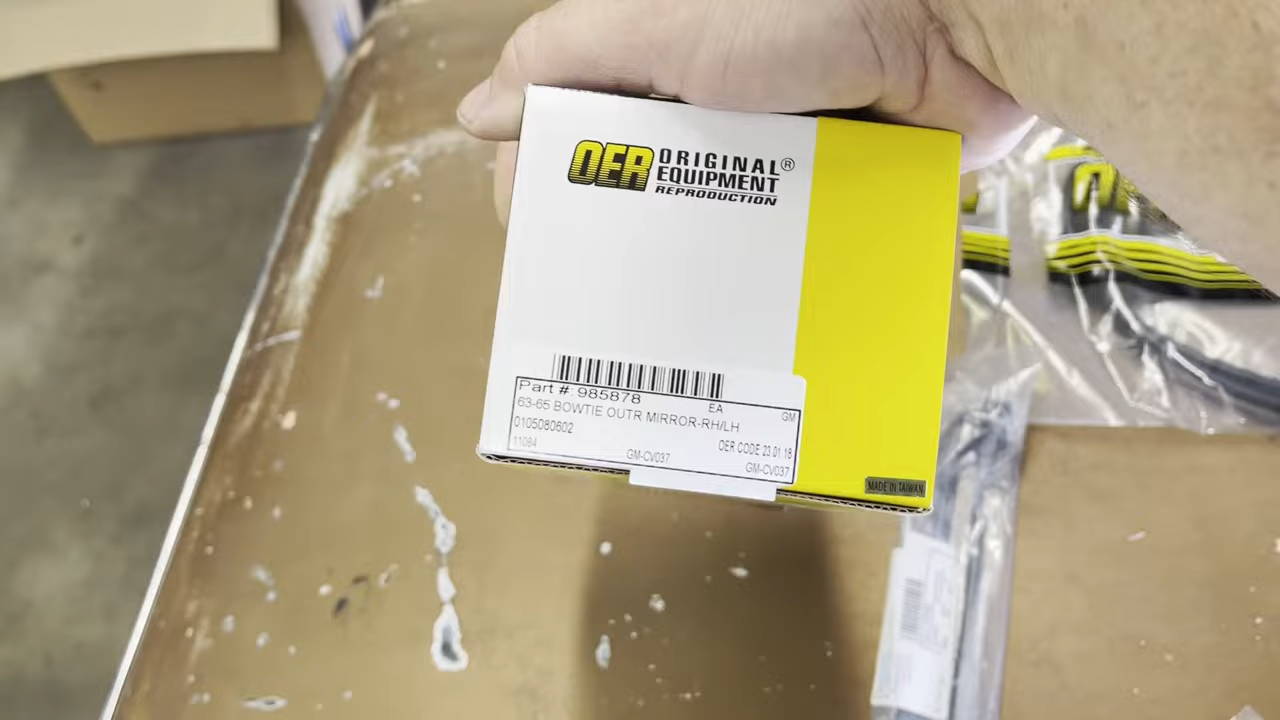 OER ORIGINAL®
EQUIPMENT
REPRODUCTION
Part #: 985878
EA
GM
63-65 BOWTIE OUTR MIRROR-RH/LH
0105080602
OER CODE 23.01 18
11084
GM-CV037
GM-CV037
MADE IN TAIWAN